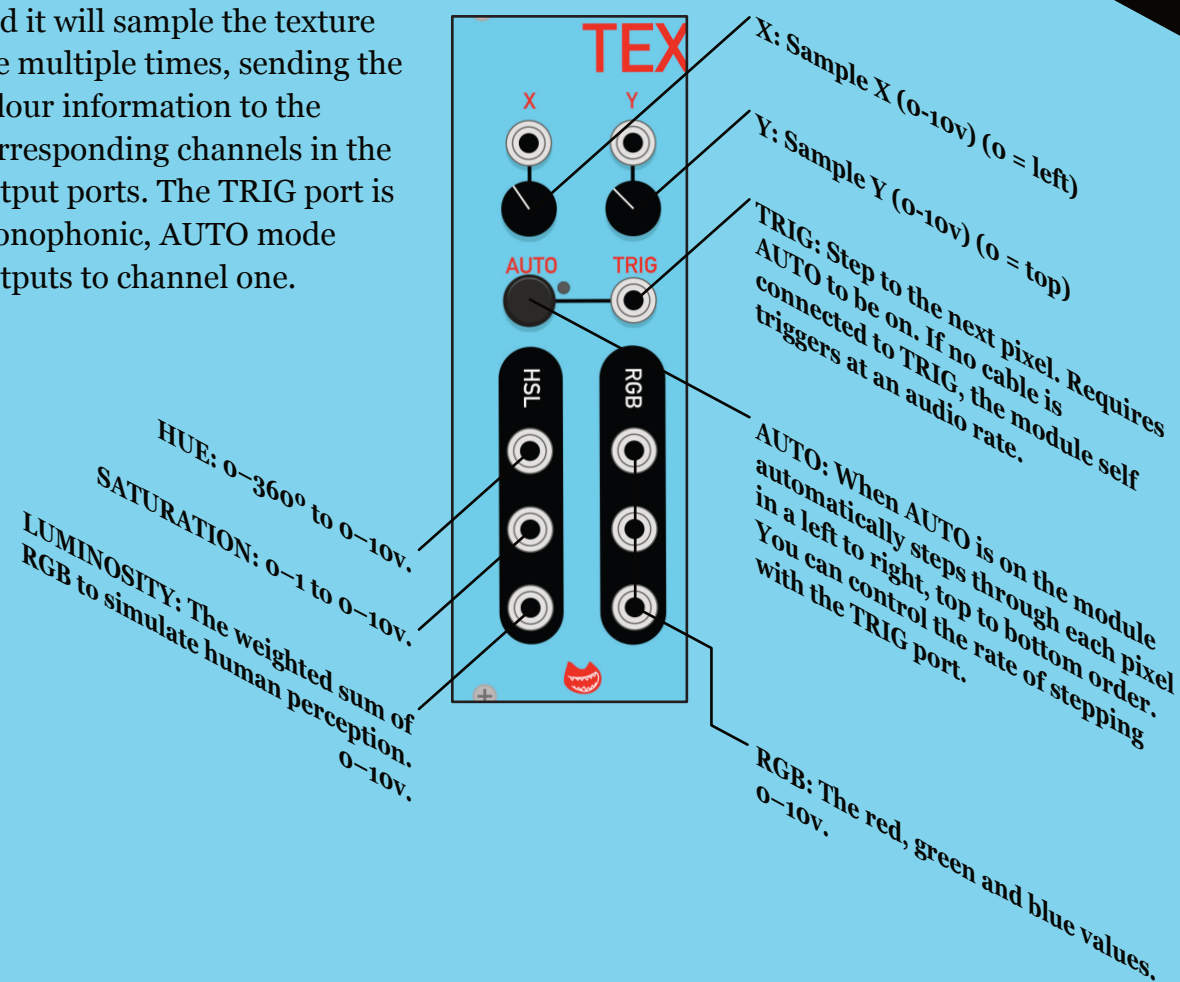 it will sample the texture
multiple times, sending the
information to the
channels in the
ports. The TRIG port is
AUTO mode
to channel one.
X
Y
AUTO
TRIG
HSL
RGB
X: Sample X (0-10v) (0 = left)
Y: Sample Y (0-10v) (0 = top)
TRIG: Step to the next pixel. Requires
AUTO to be on. If no cable is
connected to TRIG, the module self
triggers at an audio rate.
AUTO: When AUTO is on the module
automatically steps through each pixel
in a left to right, top to bottom order.
You can control the rate of stepping
with the TRIG port.
RGB: The red, green and blue values.
0–10v.
HUE: 0–360º to 0–10v.
SATURATION: 0–1 to 0–10v.
LUMINOSITY: The weighted sum of
RGB to simulate human perception.
0–10v.